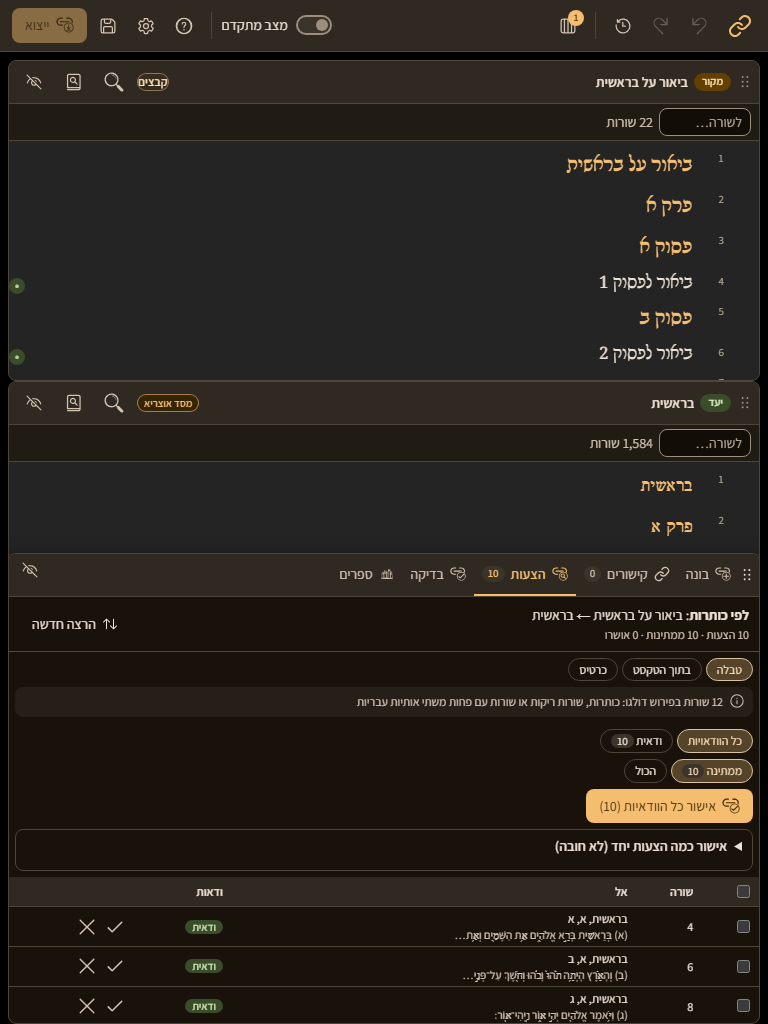 1
מצב מתקדם
ייצוא
מקור ביאור על בראשית
קבצים
לשורה... 22 שורות
1 ביאור על בראשית
2 פרק א
3 פסוק א
4 ביאור לפסוק 1
5 פסוק ב
6 ביאור לפסוק 2
יעד בראשית
מסד אוצריא
לשורה... 1,584 שורות
1 בראשית
2 פרק א
בונה
קישורים 0
הצעות 10
בדיקה
ספרים
לפי כותרות: ביאור על בראשית ← בראשית
10 הצעות · 10 ממתינות · 0 אושרו
הרצה חדשה
טבלה בתוך הטקסט כרטיס
12 שורות בפירוש דולגו: כותרות, שורות ריקות או שורות עם פחות משתי אותיות עבריות
כל הוודאויות ודאית 10
ממתינה 10 הכול
אישור כל הוודאיות (10)
אישור כמה הצעות יחד (לא חובה)
שורה אל ודאות
4 בראשית, א, א ודאית
(א) בְּרֵאשִׁ֖ית בָּרָ֣א אֱלֹהִ֑ים אֵ֥ת הַשָּׁמַ֖יִם וְאֵ֥ת...
6 בראשית, א, ב ודאית
(ב) וְהָאָ֗רֶץ הָיְתָ֥ה תֹ֙הוּ֙ וָבֹ֔הוּ וְחֹ֖שֶׁךְ עַל־פְּנֵ֣י...
8 בראשית, א, ג ודאית
(ג) וַיֹּ֥אמֶר אֱלֹהִ֖ים יְהִ֣י א֑וֹר וַֽיְהִי־אֽוֹר׃